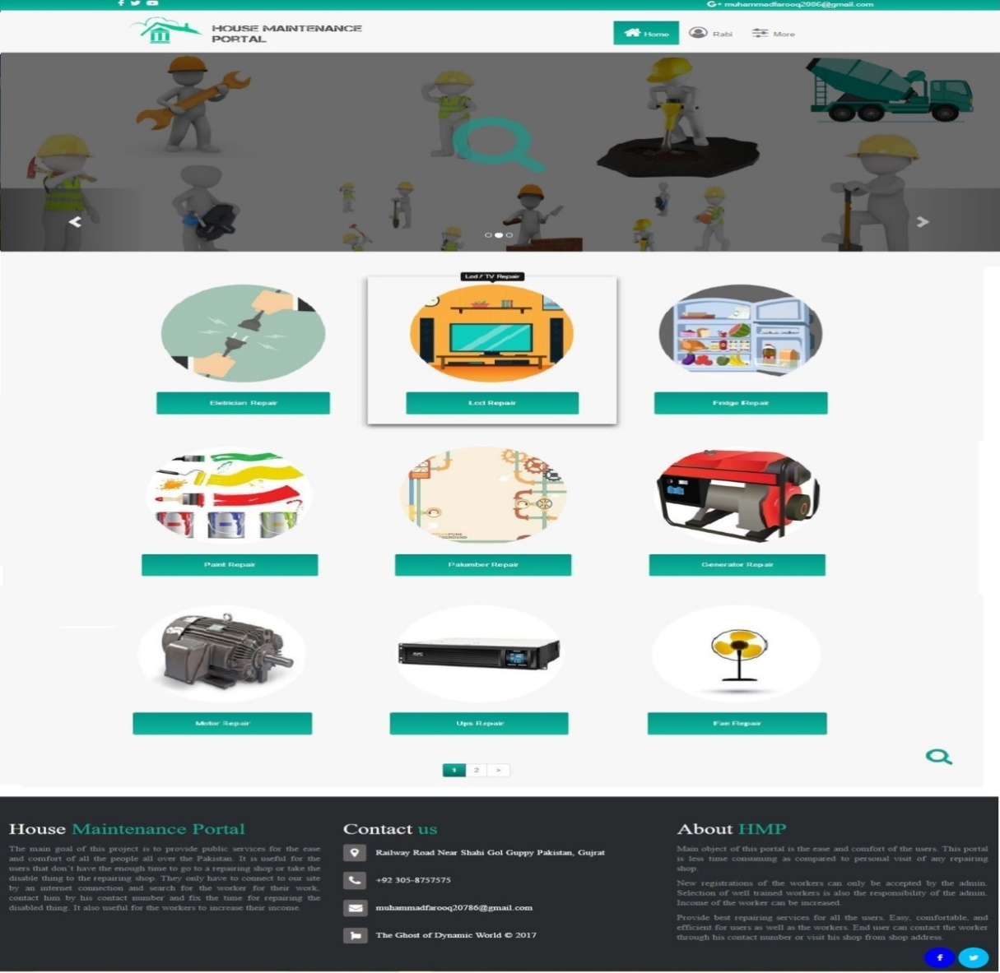 G+ muhammadfarooq2086@gmail.com
HOUSE MAINTENANCE
PORTAL
Home
Rabi
More
Lcd / TV Repair
Eletrician Repair
Lcd Repair
Fridge Repair
Paint Repair
Palumber Repair
Generator Repair
Motor Repair
Ups Repair
Fan Repair
1 2 >
House Maintenance Portal
The main goal of this project is to provide public services for the ease
and comfort of all the people all over the Pakistan. It is useful for the
users that don't have the enough time to go to a repairing shop or take the
disable thing to the repairing shop. They only have to connect to our site
by an internet connection and search for the worker for their work,
contact him by his contact number and fix the time for repairing the
disabled thing. It also useful for the workers to increase their income.
Contact us
Railway Road Near Shahi Gol Guppy Pakistan, Gujrat
+92 305-8757575
muhammadfarooq20786@gmail.com
The Ghost of Dynamic World © 2017
About HMP
Main object of this portal is the ease and comfort of the users. This portal
is less time consuming as compared to personal visit of any repairing
shop.
New registrations of the workers can only be accepted by the admin.
Selection of well trained workers is also the responsibility of the admin.
Income of the worker can be increased.
Provide best repairing services for all the users. Easy, comfortable, and
efficient for users as well as the workers. End user can contact the worker
through his contact number or visit his shop from shop address.